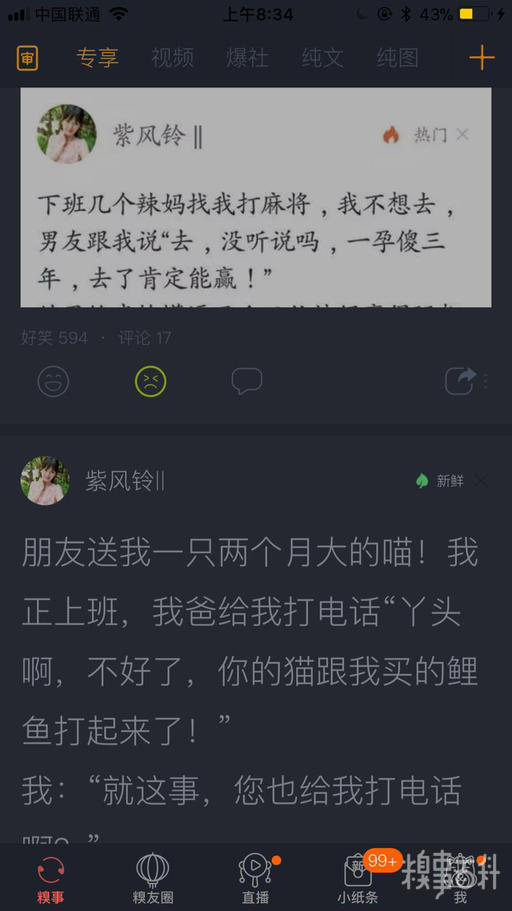 中国联通
上午8:34
43%
审
专享 视频 爆社 纯文 纯图
紫风铃 ||
热门
下班几个辣妈找我打麻将，我不想去，
男友跟我说“去，没听说吗，一孕傻三
年，去了肯定能赢！”
好笑 594 · 评论 17
紫风铃||
新鲜
朋友送我一只两个月大的喵！我
正上班，我爸给我打电话“丫头
啊，不好了，你的猫跟我买的鲤
鱼打起来了！”
我：“就这事，您也给我打电话
99+
糗事 糗友圈 直播 小纸条 我
糗事百科